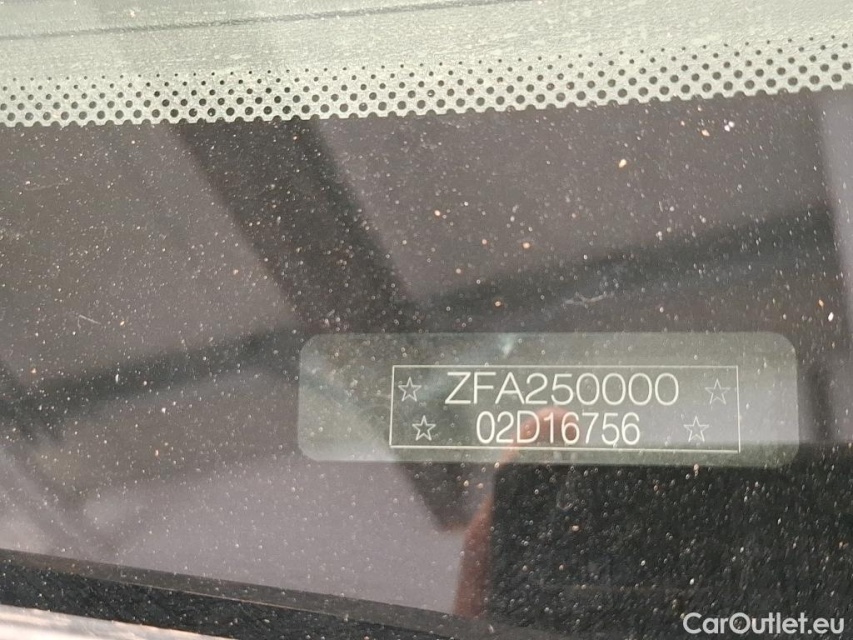 ☆ ZFA250000 ☆
☆ 02D16756 ☆
CarOutlet.eu